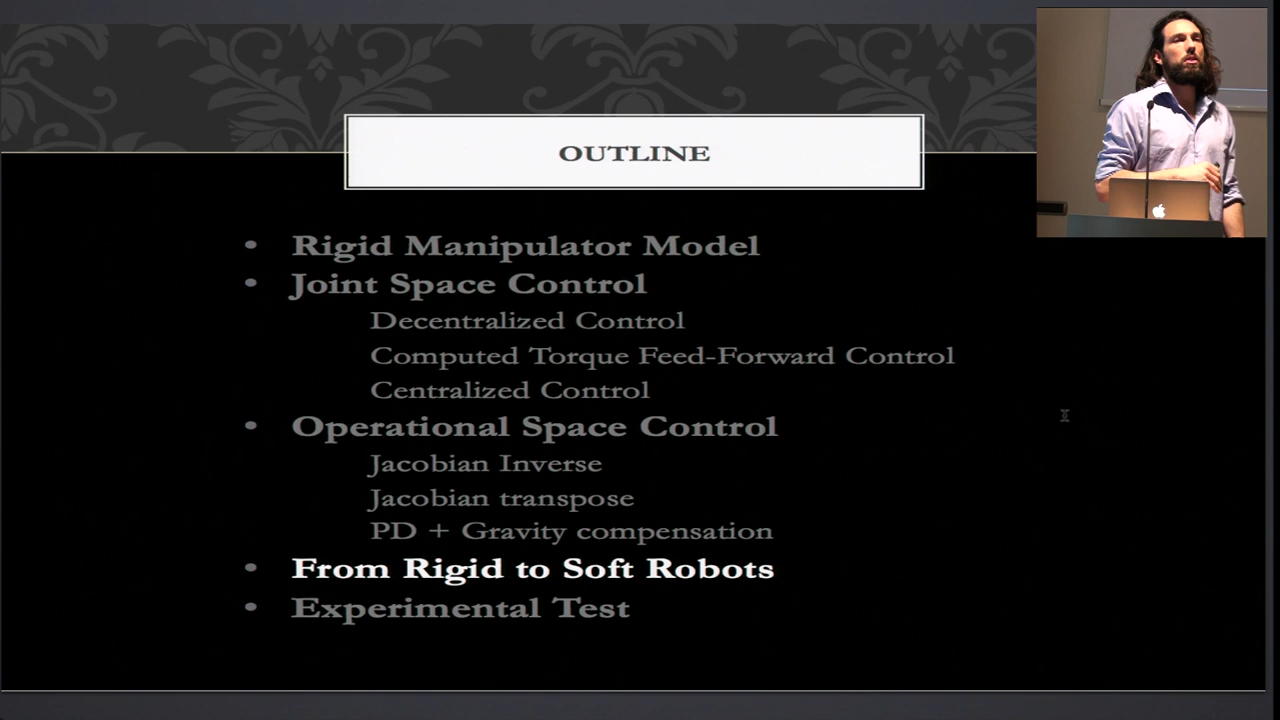 OUTLINE
• Rigid Manipulator Model
• Joint Space Control
Decentralized Control
Computed Torque Feed-Forward Control
Centralized Control
• Operational Space Control
Jacobian Inverse
Jacobian transpose
PD + Gravity compensation
• From Rigid to Soft Robots
• Experimental Test